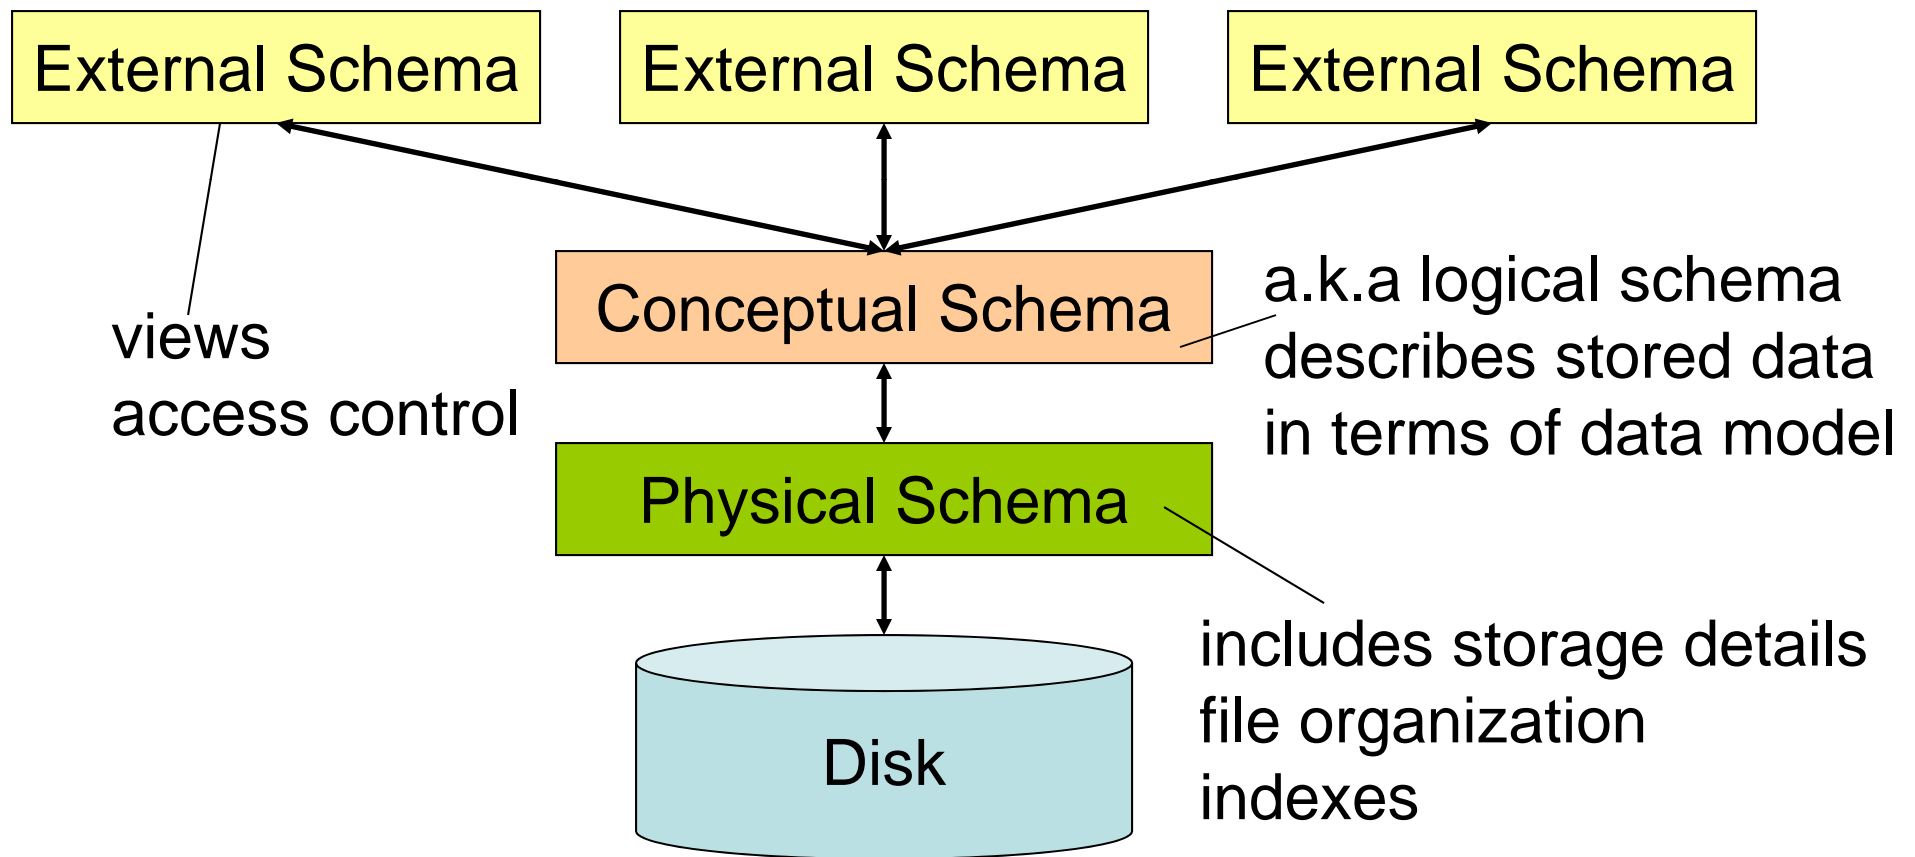 External Schema
External Schema
External Schema
views
access control
Conceptual Schema
a.k.a logical schema
describes stored data
in terms of data model
Physical Schema
includes storage details
file organization
indexes
Disk